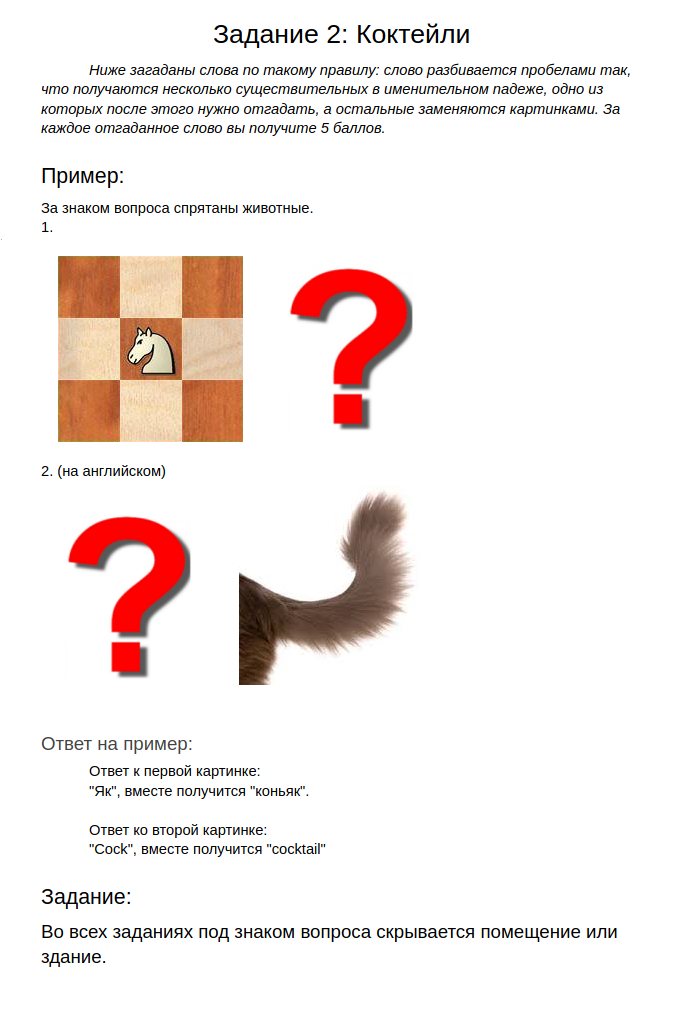 Задание 2: Коктейли
Ниже загаданы слова по такому правилу: слово разбивается пробелами так,
что получаются несколько существительных в именительном падеже, одно из
которых после этого нужно отгадать, а остальные заменяются картинками. За
каждое отгаданное слово вы получите 5 баллов.
Пример:
За знаком вопроса спрятаны животные.
1.
?
2. (на английском)
?
Ответ на пример:
Ответ к первой картинке:
"Як", вместе получится "коньяк".
Ответ ко второй картинке:
"Cock", вместе получится "cocktail"
Задание:
Во всех заданиях под знаком вопроса скрывается помещение или
здание.